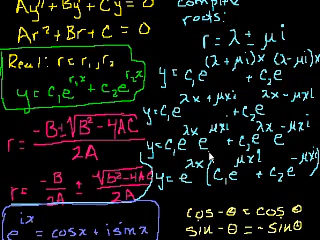 Ay'' + By' + Cy = 0
Ar² + Br + C = 0
Real: r = r₁, r₂
y = c₁e^(r₁x) + c₂e^(r₂x)
r = (-B ± √(B² - 4AC)) / 2A
r = -B/2A ± √(B² - 4AC) / 2A
e^(ix) = cosx + isinx
complex
roots:
r = λ ± μi
y = c₁e^((λ+μi)x) + c₂e^((λ-μi)x)
y = c₁e^(λx + μxi) + c₂e^(λx - μxi)
y = c₁e^(λx) e^(μxi) + c₂e^(λx) e^(-μxi)
y = e^(λx) (c₁e^(μxi) + c₂e^(-μxi)
cos -θ = cos θ
sin -θ = -sin θ